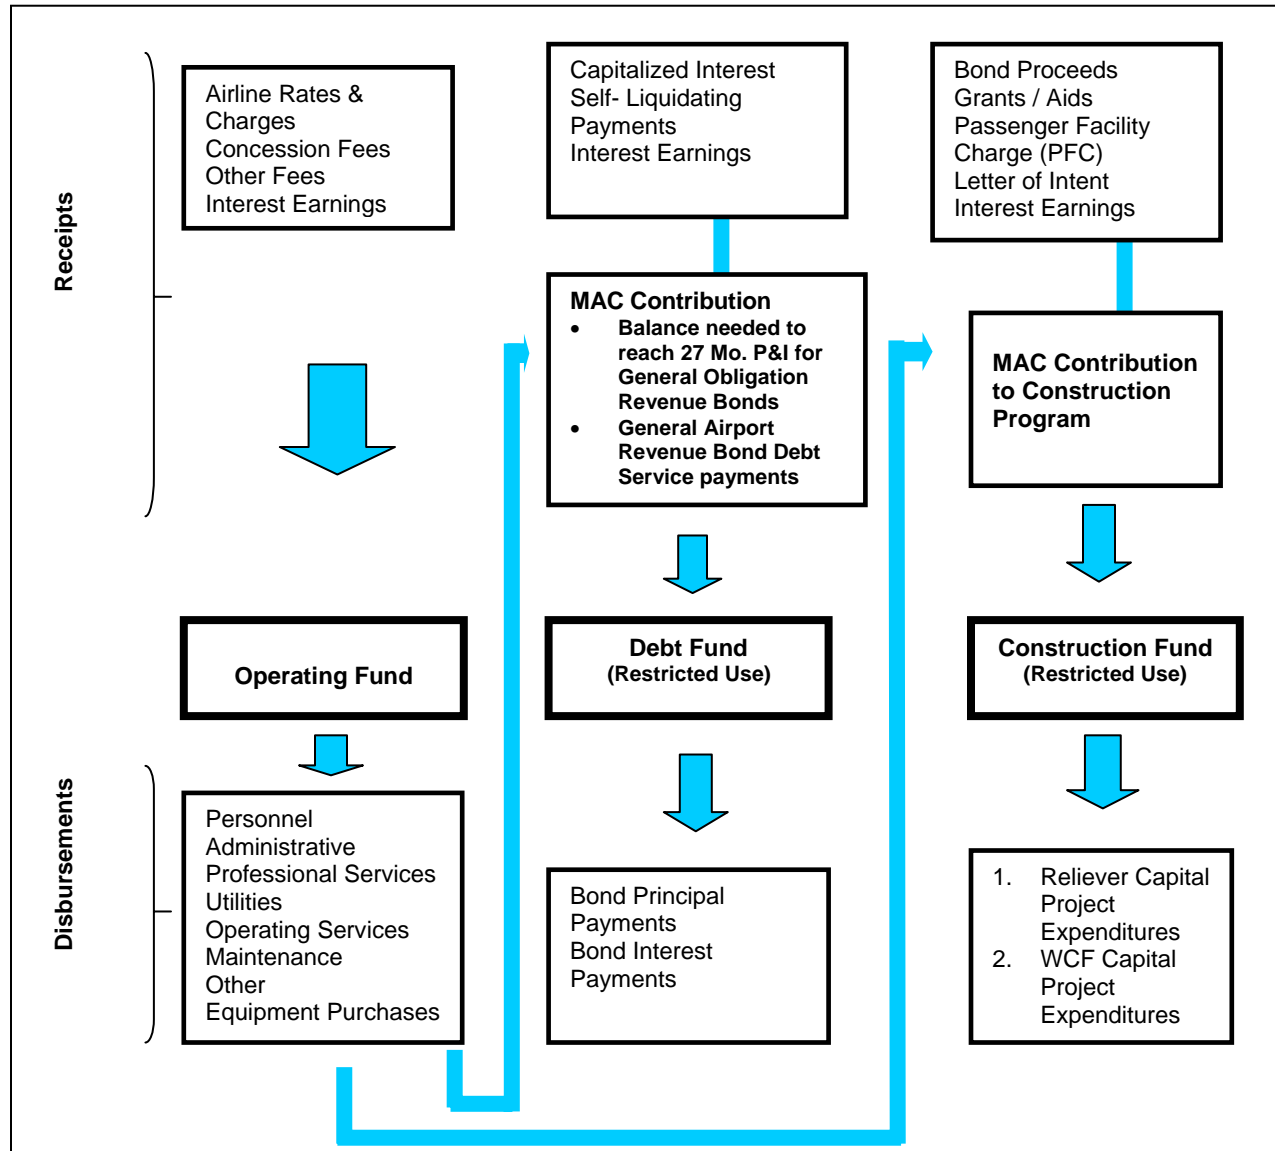 Receipts
Airline Rates &
Charges
Concession Fees
Other Fees
Interest Earnings
Capitalized Interest
Self- Liquidating
Payments
Interest Earnings
Bond Proceeds
Grants / Aids
Passenger Facility
Charge (PFC)
Letter of Intent
Interest Earnings
MAC Contribution
• Balance needed to
reach 27 Mo. P&I for
General Obligation
Revenue Bonds
• General Airport
Revenue Bond Debt
Service payments
MAC Contribution
to Construction
Program
Operating Fund
Debt Fund
(Restricted Use)
Construction Fund
(Restricted Use)
Disbursements
Personnel
Administrative
Professional Services
Utilities
Operating Services
Maintenance
Other
Equipment Purchases
Bond Principal
Payments
Bond Interest
Payments
1. Reliever Capital
Project
Expenditures
2. WCF Capital
Project
Expenditures